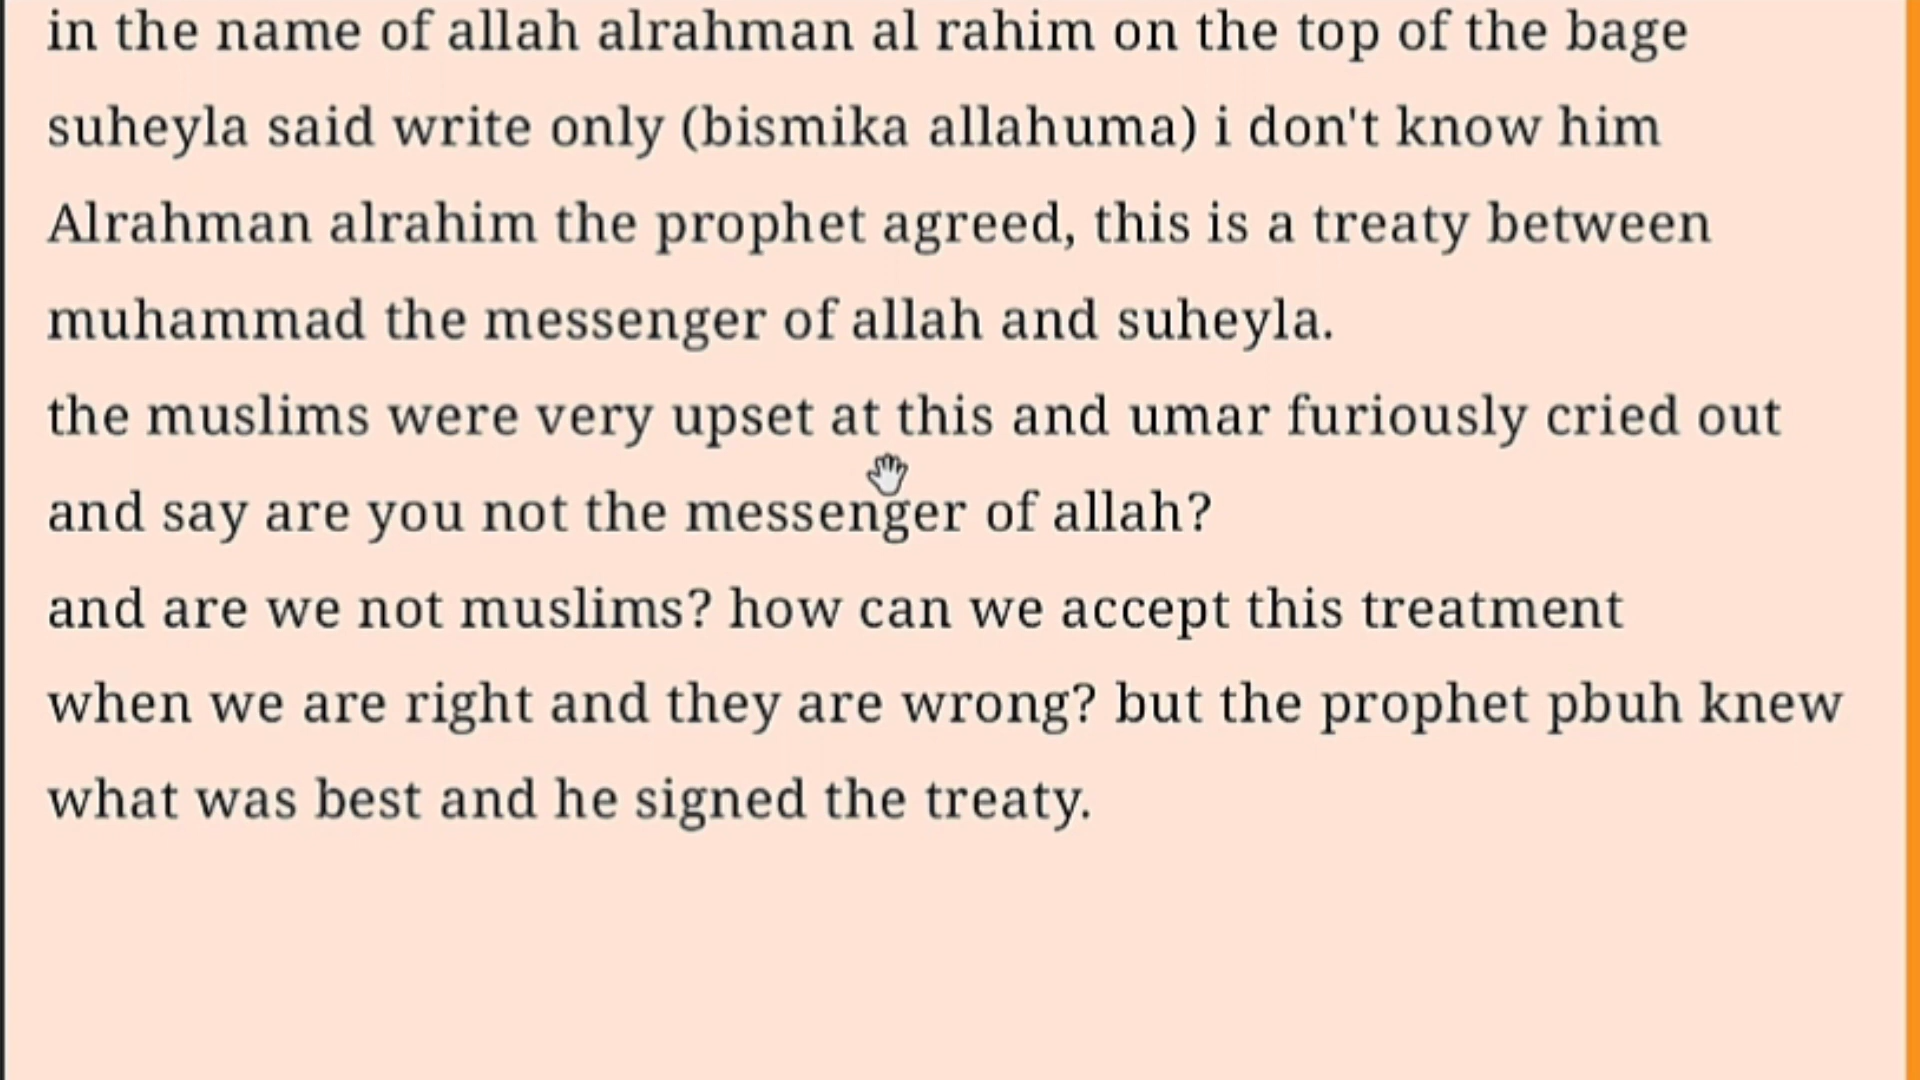 in the name of allah alrahman al rahim on the top of the bage
suheyla said write only (bismika allahuma) i don't know him
Alrahman alrahim the prophet agreed, this is a treaty between
muhammad the messenger of allah and suheyla.
the muslims were very upset at this and umar furiously cried out
and say are you not the messenger of allah?
and are we not muslims? how can we accept this treatment
when we are right and they are wrong? but the prophet pbuh knew
what was best and he signed the treaty.